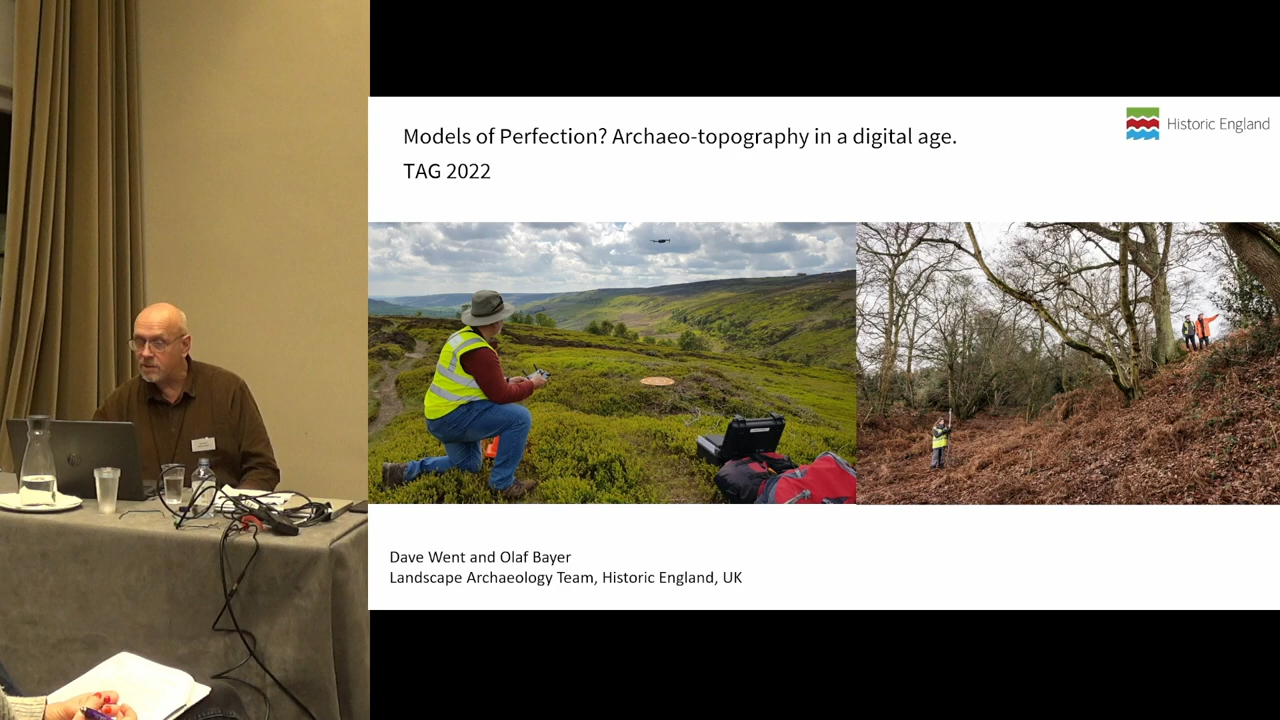 Models of Perfection? Archaeo-topography in a digital age.
TAG 2022
Historic England
Dave Went and Olaf Bayer
Landscape Archaeology Team, Historic England, UK